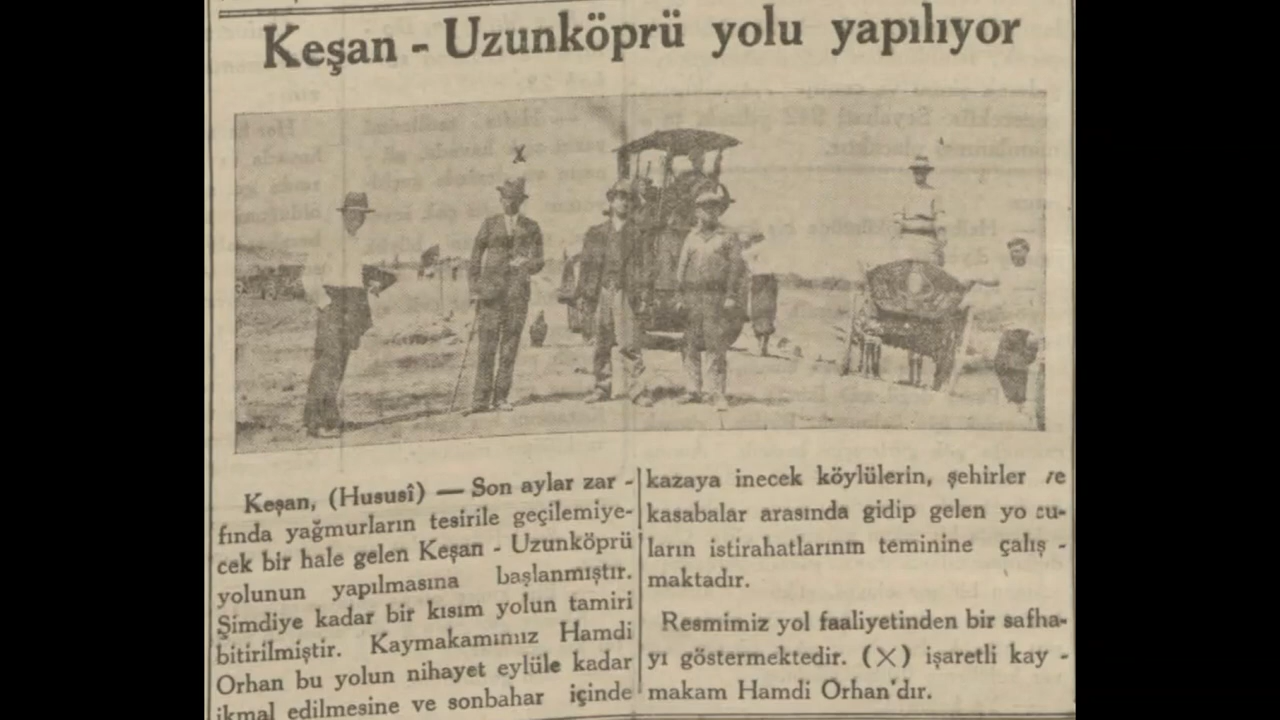 Keşan - Uzunköprü yolu yapılıyor
X
Keşan, (Hususî) — Son aylar zar -
fında yağmurların tesirile geçilemiye-
cek bir hale gelen Keşan - Uzunköprü
yolunun yapılmasına başlanmıştır.
Şimdiye kadar bir kısım yolun tamiri
bitirilmiştir. Kaymakamımız Hamdi
Orhan bu yolun nihayet eylüle kadar
ikmal edilmesine ve sonbahar içinde
kazaya inecek köylülerin, şehirler ve
kasabalar arasında gidip gelen yolcu-
ların istirahatlarının teminine çalış -
maktadır.
Resmimiz yol faaliyetinden bir safha-
yı göstermektedir. (X) işaretli kay -
makam Hamdi Orhan'dır.